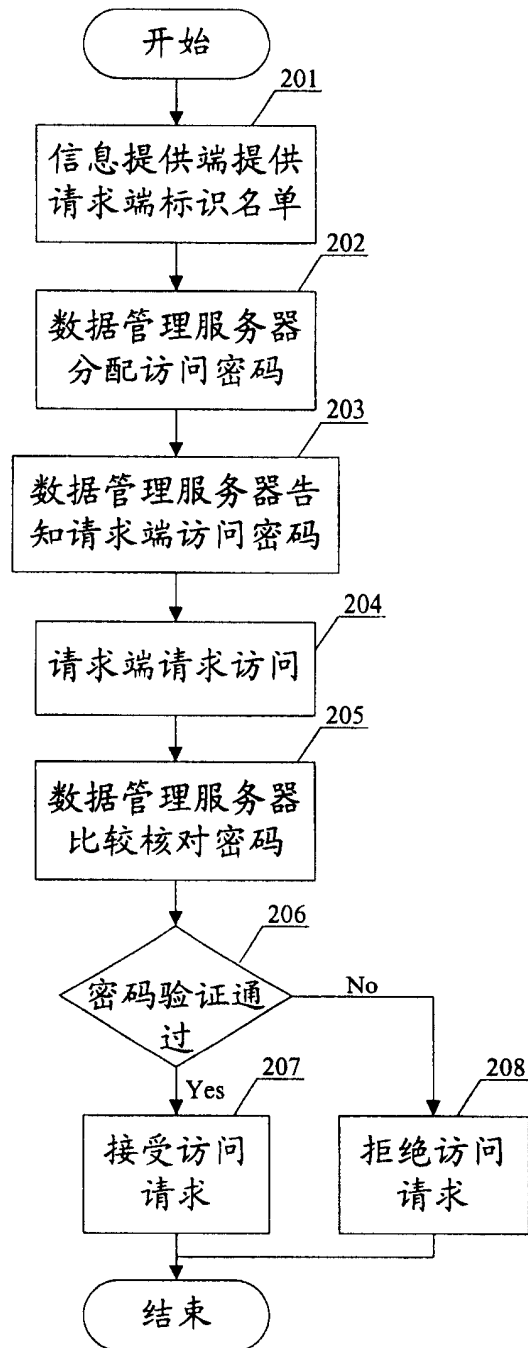 开始
201
信息提供端提供
请求端标识名单
202
数据管理服务器
分配访问密码
203
数据管理服务器告
知请求端访问密码
204
请求端请求访问
205
数据管理服务器
比较核对密码
206
密码验证通
过
No
Yes
207
接受访问
请求
208
拒绝访问
请求
结束